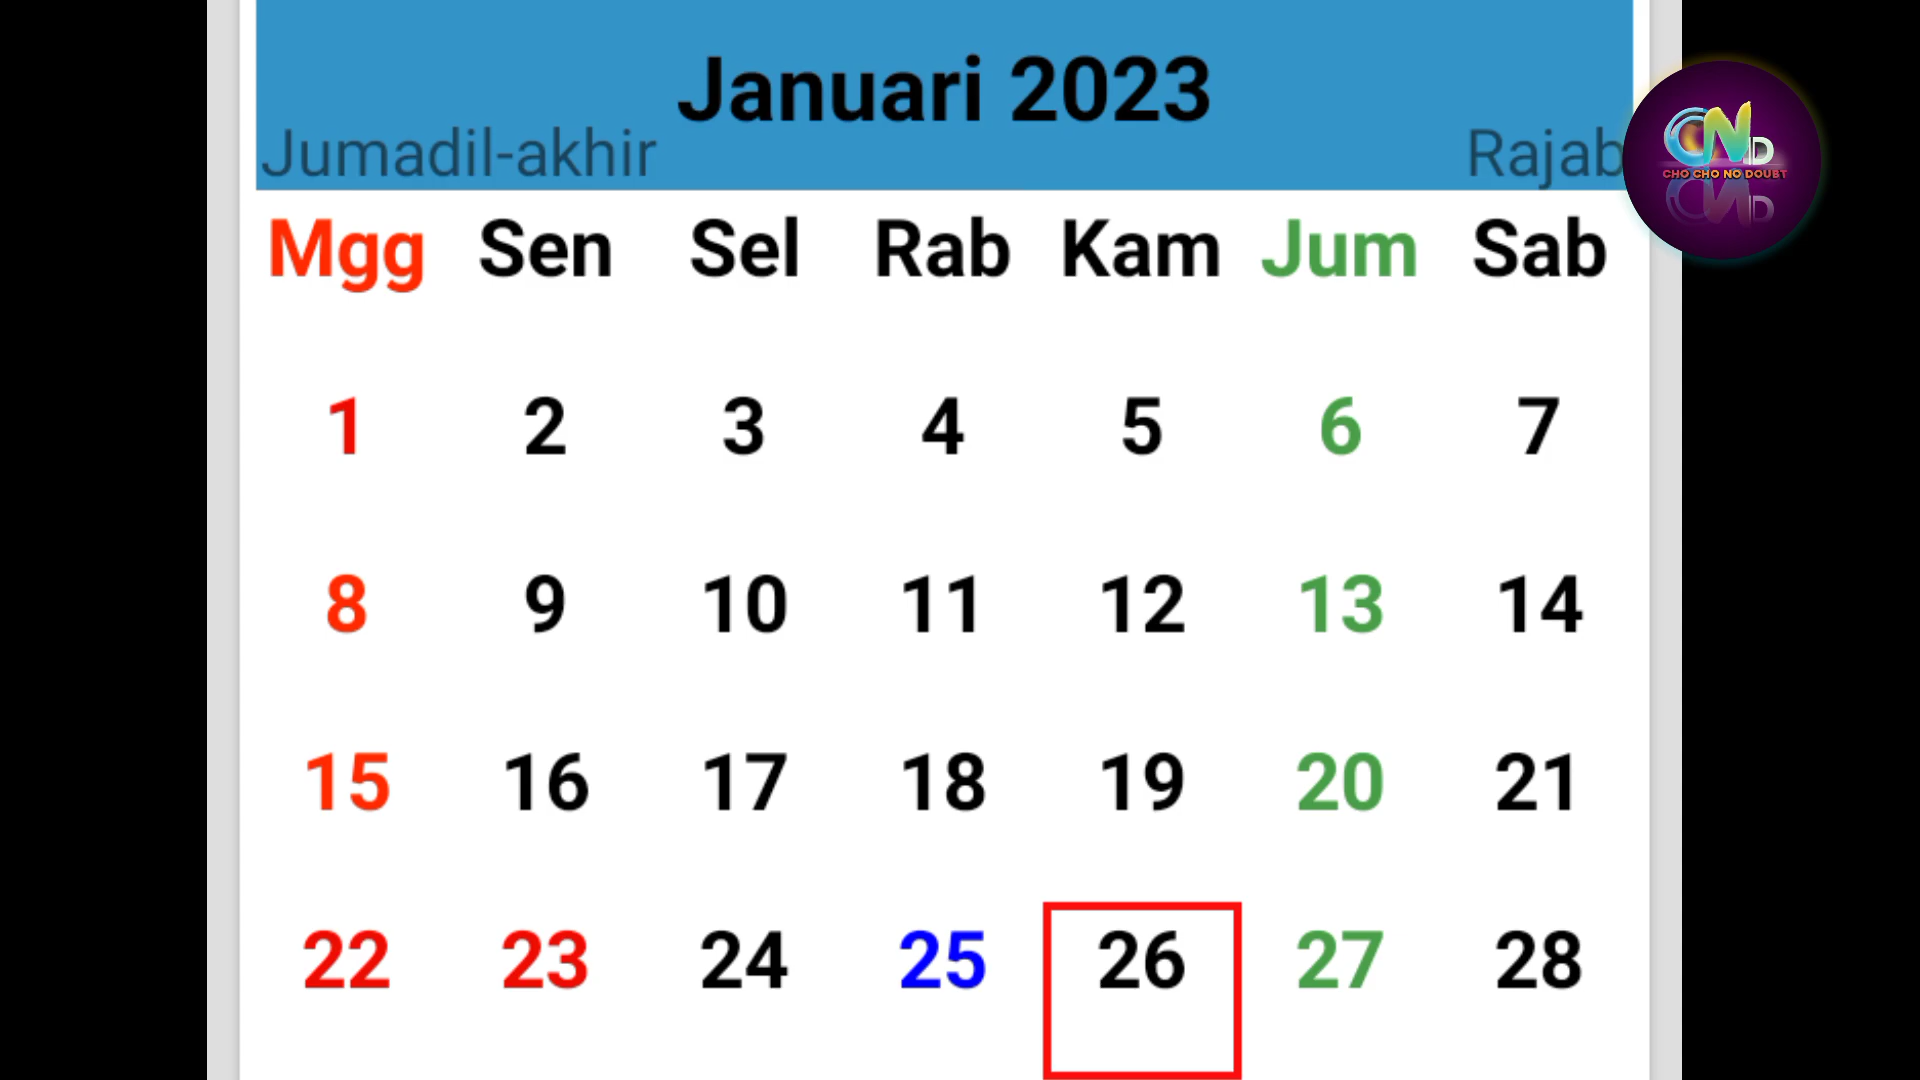 Januari 2023
Jumadil-akhir Rajab
CND
CHO CHO NO DOUBT
Mgg Sen Sel Rab Kam Jum Sab
1 2 3 4 5 6 7
8 9 10 11 12 13 14
15 16 17 18 19 20 21
22 23 24 25 26 27 28